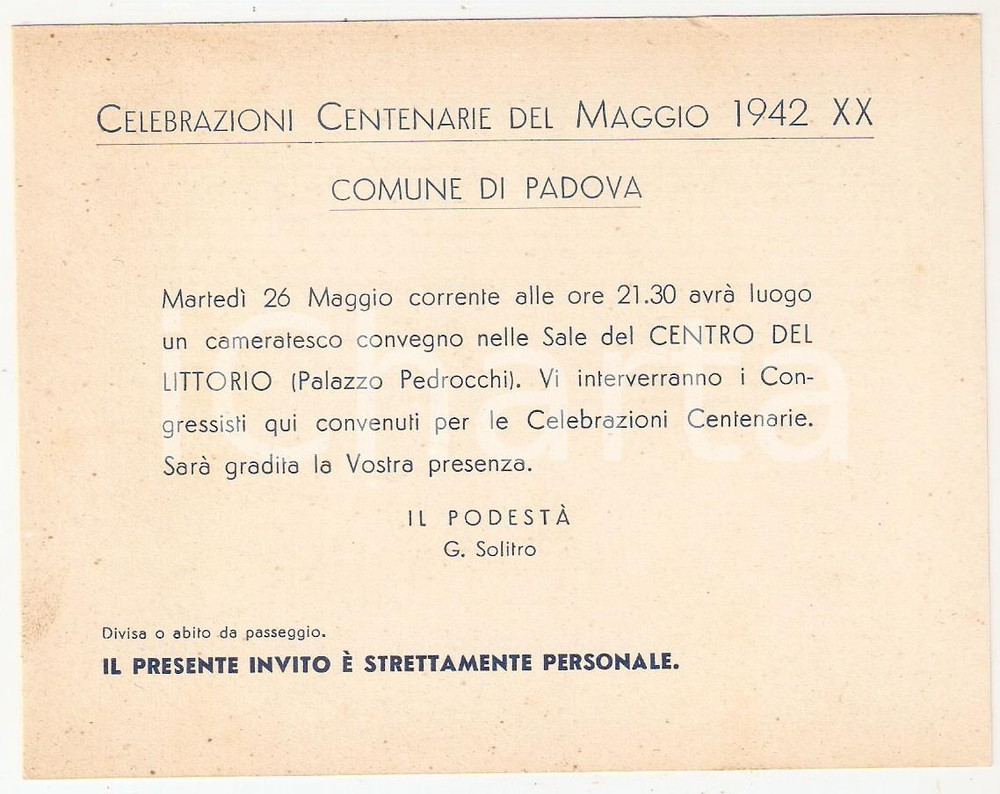 CELEBRAZIONI CENTENARIE DEL MAGGIO 1942 XX
COMUNE DI PADOVA
Martedì 26 Maggio corrente alle ore 21.30 avrà luogo
un cameratesco convegno nelle Sale del CENTRO DEL
LITTORIO (Palazzo Pedrocchi). Vi interverranno i Con-
gressisti qui convenuti per le Celebrazioni Centenarie.
Sarà gradita la Vostra presenza.
IL PODESTÀ
G. Solitro
Divisa o abito da passeggio.
IL PRESENTE INVITO È STRETTAMENTE PERSONALE.
iCharta